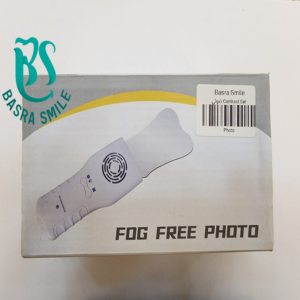 BS
BASRA SMILE
Basra Smile
Photo
FOG FREE PHOTO